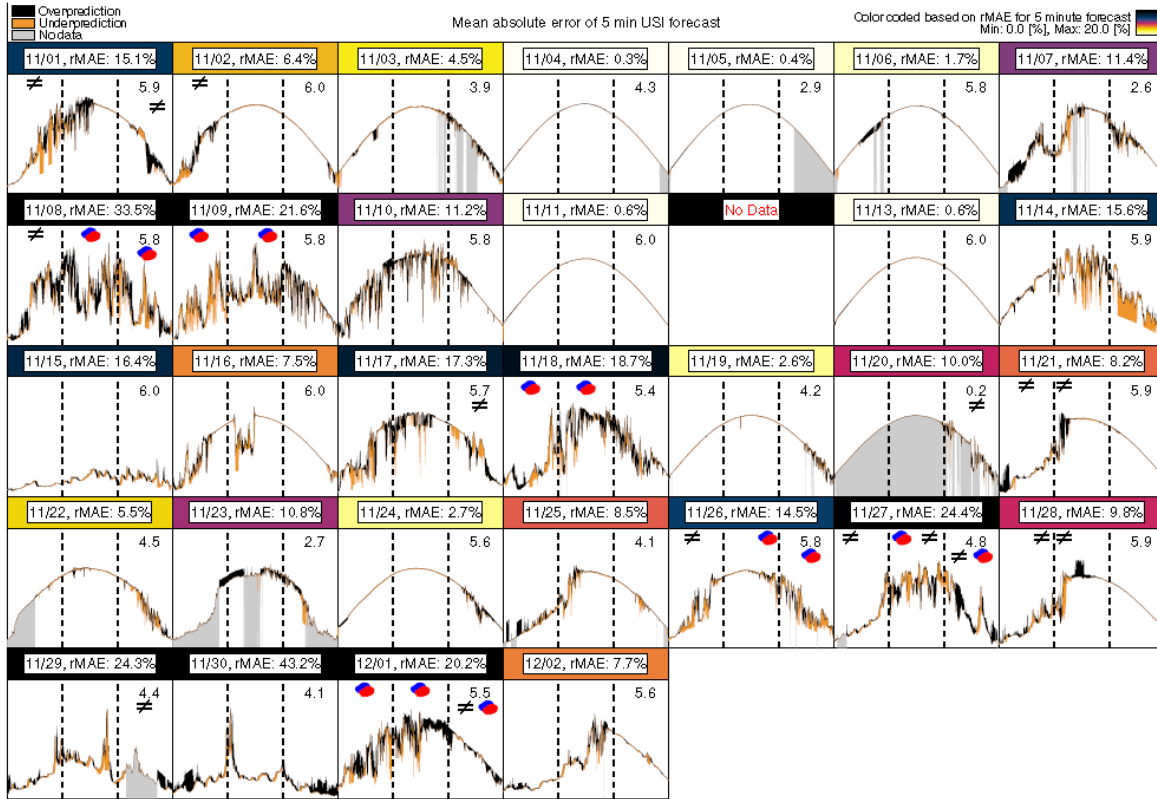 Overprediction
Underprediction
No data
Mean absolute error of 5 min USI forecast
Color coded based on rMAE for 5 minute forecast
Min: 0.0 [%], Max: 20.0 [%]
11/01, rMAE: 15.1% 11/02, rMAE: 6.4% 11/03, rMAE: 4.5% 11/04, rMAE: 0.3% 11/05, rMAE: 0.4% 11/06, rMAE: 1.7% 11/07, rMAE: 11.4%
≠ ≠
5.9 6.0 3.9 4.3 2.9 5.8 2.6
≠
11/08, rMAE: 33.5% 11/09, rMAE: 21.6% 11/10, rMAE: 11.2% 11/11, rMAE: 0.6% No Data 11/13, rMAE: 0.6% 11/14, rMAE: 15.6%
≠
5.8 5.8 5.8 6.0 6.0 5.9
11/15, rMAE: 16.4% 11/16, rMAE: 7.5% 11/17, rMAE: 17.3% 11/18, rMAE: 18.7% 11/19, rMAE: 2.6% 11/20, rMAE: 10.0% 11/21, rMAE: 8.2%
≠ ≠
6.0 6.0 5.7 5.4 4.2 0.2 5.9
≠ ≠
11/22, rMAE: 5.5% 11/23, rMAE: 10.8% 11/24, rMAE: 2.7% 11/25, rMAE: 8.5% 11/26, rMAE: 14.5% 11/27, rMAE: 24.4% 11/28, rMAE: 9.8%
≠ ≠ ≠ ≠ ≠
4.5 2.7 5.6 4.1 5.8 4.8 5.9
≠
11/29, rMAE: 24.3% 11/30, rMAE: 43.2% 12/01, rMAE: 20.2% 12/02, rMAE: 7.7%
4.4 4.1 5.5 5.6
≠ ≠